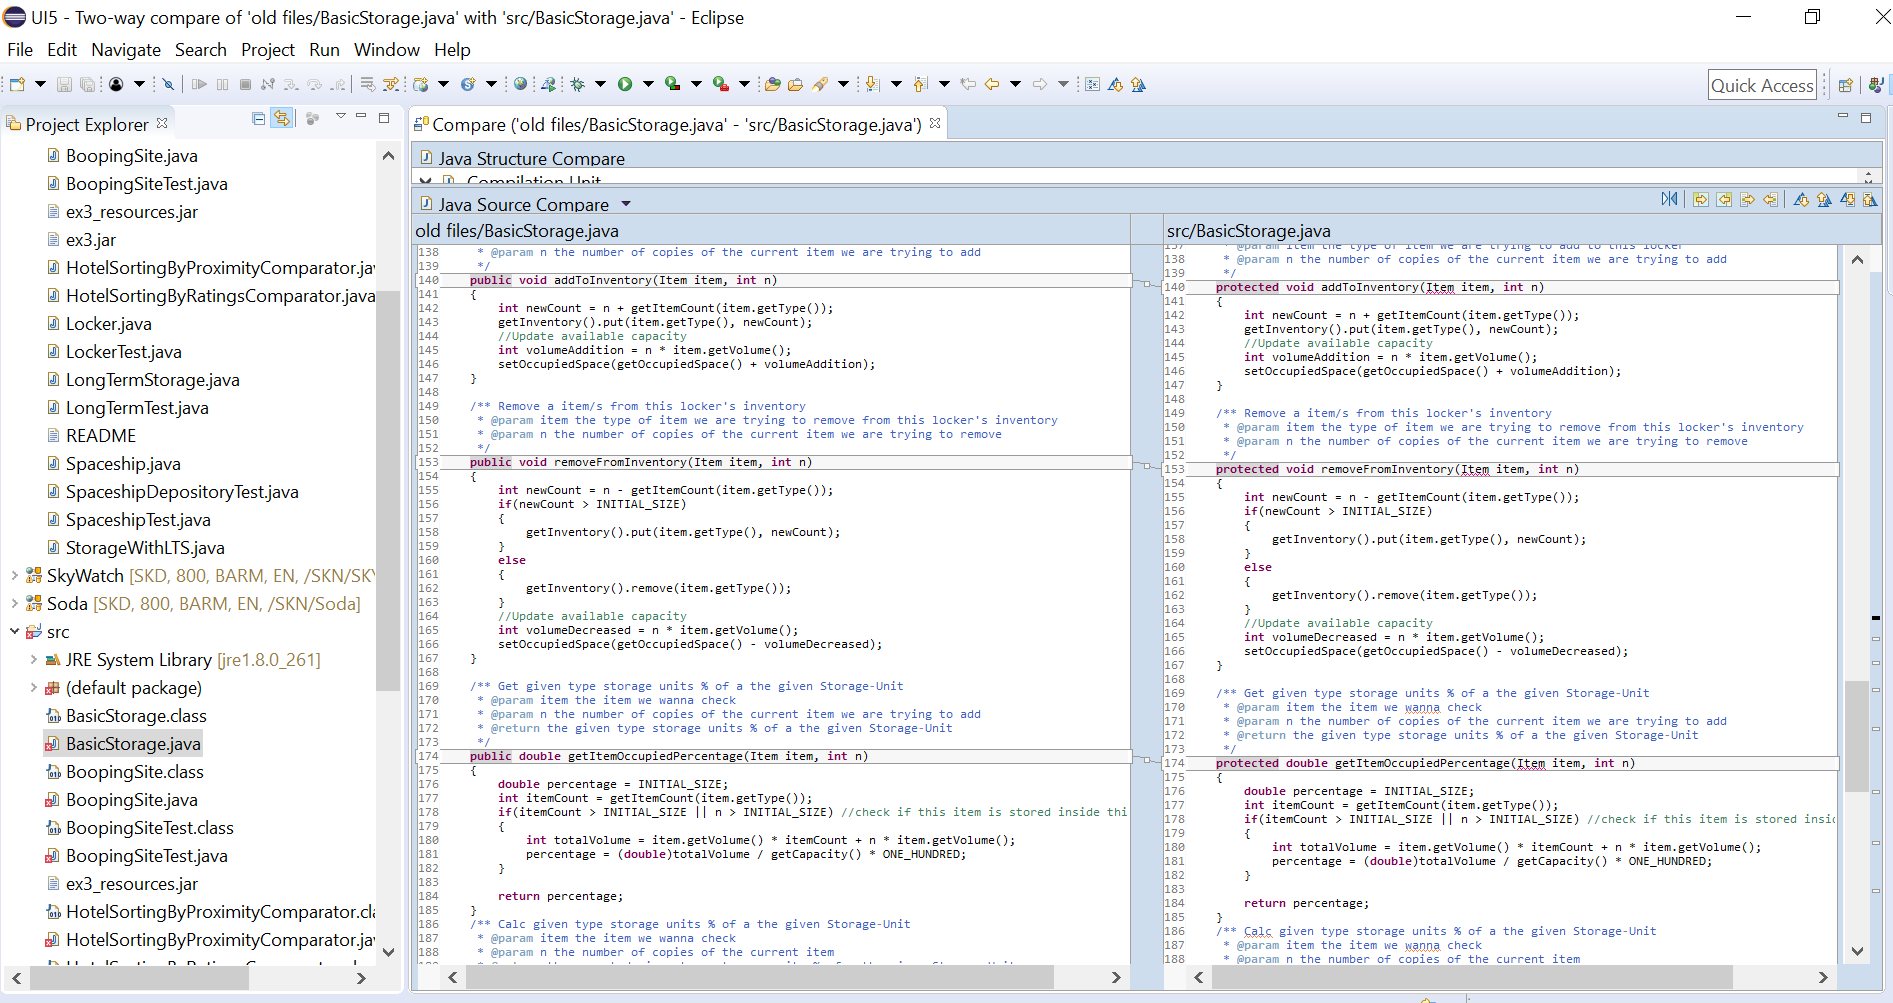 UI5 - Two-way compare of 'old files/BasicStorage.java' with 'src/BasicStorage.java' - Eclipse
File Edit Navigate Search Project Run Window Help
Quick Access
Project Explorer
BoopingSite.java
BoopingSiteTest.java
ex3_resources.jar
ex3.jar
HotelSortingByProximityComparator.jav
HotelSortingByRatingsComparator.java
Locker.java
LockerTest.java
LongTermStorage.java
LongTermTest.java
README
Spaceship.java
SpaceshipDepositoryTest.java
SpaceshipTest.java
StorageWithLTS.java
SkyWatch [SKD, 800, BARM, EN, /SKN/SKY
Soda [SKD, 800, BARM, EN, /SKN/Soda]
src
JRE System Library [jre1.8.0_261]
(default package)
BasicStorage.class
BasicStorage.java
BoopingSite.class
BoopingSite.java
BoopingSiteTest.class
BoopingSiteTest.java
ex3_resources.jar
HotelSortingByProximityComparator.cla
HotelSortingByProximityComparator.jav
Compare ('old files/BasicStorage.java' - 'src/BasicStorage.java')
Java Structure Compare
Compilation Unit
Java Source Compare
old files/BasicStorage.java
138 * @param n the number of copies of the current item we are trying to add
139 */
140 public void addToInventory(Item item, int n)
141 {
142 int newCount = n + getItemCount(item.getType());
143 getInventory().put(item.getType(), newCount);
144 //Update available capacity
145 int volumeAddition = n * item.getVolume();
146 setOccupiedSpace(getOccupiedSpace() + volumeAddition);
147 }
148
149 /** Remove a item/s from this locker's inventory
150 * @param item the type of item we are trying to remove from this locker's inventory
151 * @param n the number of copies of the current item we are trying to remove
152 */
153 public void removeFromInventory(Item item, int n)
154 {
155 int newCount = n - getItemCount(item.getType());
156 if(newCount > INITIAL_SIZE)
157 {
158 getInventory().put(item.getType(), newCount);
159 }
160 else
161 {
162 getInventory().remove(item.getType());
163 }
164 //Update available capacity
165 int volumeDecreased = n * item.getVolume();
166 setOccupiedSpace(getOccupiedSpace() - volumeDecreased);
167 }
168
169 /** Get given type storage units % of a the given Storage-Unit
170 * @param item the item we wanna check
171 * @param n the number of copies of the current item we are trying to add
172 * @return the given type storage units % of a the given Storage-Unit
173 */
174 public double getItemOccupiedPercentage(Item item, int n)
175 {
176 double percentage = INITIAL_SIZE;
177 int itemCount = getItemCount(item.getType());
178 if(itemCount > INITIAL_SIZE || n > INITIAL_SIZE) //check if this item is stored inside thi
179 {
180 int totalVolume = item.getVolume() * itemCount + n * item.getVolume();
181 percentage = (double)totalVolume / getCapacity() * ONE_HUNDRED;
182 }
183
184 return percentage;
185 }
186 /** Calc given type storage units % of a the given Storage-Unit
187 * @param item the item we wanna check
188 * @param n the number of copies of the current item
src/BasicStorage.java
137 * @param item the type of item we are trying to add to this locker
138 * @param n the number of copies of the current item we are trying to add
139 */
140 protected void addToInventory(Item item, int n)
141 {
142 int newCount = n + getItemCount(item.getType());
143 getInventory().put(item.getType(), newCount);
144 //Update available capacity
145 int volumeAddition = n * item.getVolume();
146 setOccupiedSpace(getOccupiedSpace() + volumeAddition);
147 }
148
149 /** Remove a item/s from this locker's inventory
150 * @param item the type of item we are trying to remove from this locker's inventory
151 * @param n the number of copies of the current item we are trying to remove
152 */
153 protected void removeFromInventory(Item item, int n)
154 {
155 int newCount = n - getItemCount(item.getType());
156 if(newCount > INITIAL_SIZE)
157 {
158 getInventory().put(item.getType(), newCount);
159 }
160 else
161 {
162 getInventory().remove(item.getType());
163 }
164 //Update available capacity
165 int volumeDecreased = n * item.getVolume();
166 setOccupiedSpace(getOccupiedSpace() - volumeDecreased);
167 }
168
169 /** Get given type storage units % of a the given Storage-Unit
170 * @param item the item we wanna check
171 * @param n the number of copies of the current item we are trying to add
172 * @return the given type storage units % of a the given Storage-Unit
173 */
174 protected double getItemOccupiedPercentage(Item item, int n)
175 {
176 double percentage = INITIAL_SIZE;
177 int itemCount = getItemCount(item.getType());
178 if(itemCount > INITIAL_SIZE || n > INITIAL_SIZE) //check if this item is stored insid
179 {
180 int totalVolume = item.getVolume() * itemCount + n * item.getVolume();
181 percentage = (double)totalVolume / getCapacity() * ONE_HUNDRED;
182 }
183
184 return percentage;
185 }
186 /** Calc given type storage units % of a the given Storage-Unit
187 * @param item the item we wanna check
188 * @param n the number of copies of the current item